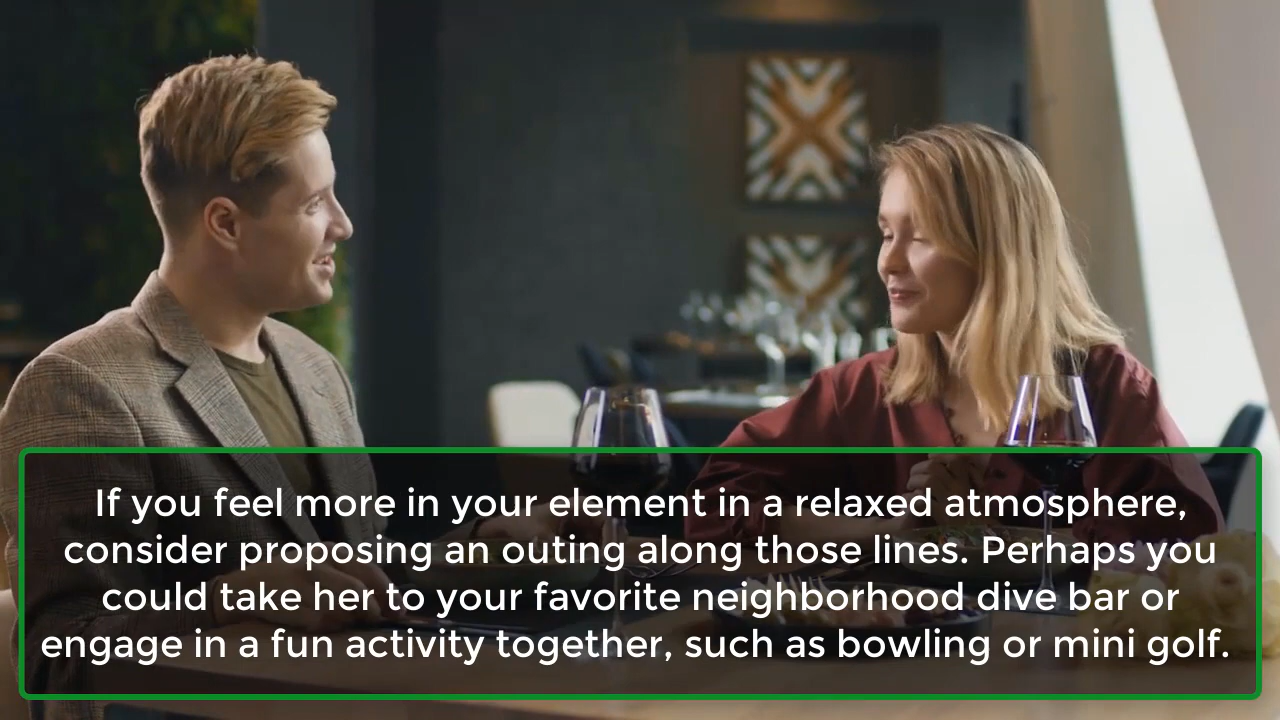 If you feel more in your element in a relaxed atmosphere,
consider proposing an outing along those lines. Perhaps you
could take her to your favorite neighborhood dive bar or
engage in a fun activity together, such as bowling or mini golf.